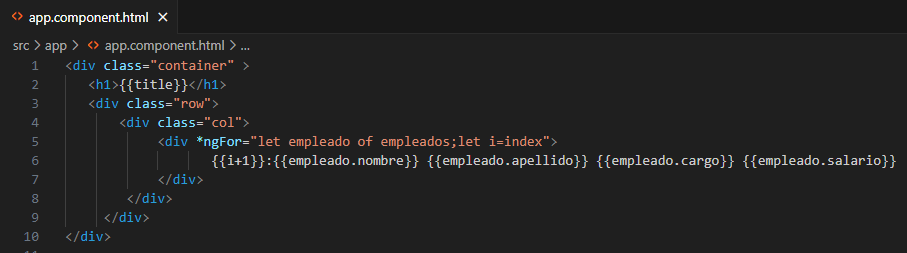 <> app.component.html ×
src > app > <> app.component.html > ...
1 <div class="container" >
2 <h1>{{title}}</h1>
3 <div class="row">
4 <div class="col">
5 <div *ngFor="let empleado of empleados;let i=index">
6 {{i+1}}:{{empleado.nombre}} {{empleado.apellido}} {{empleado.cargo}} {{empleado.salario}}
7 </div>
8 </div>
9 </div>
10 </div>